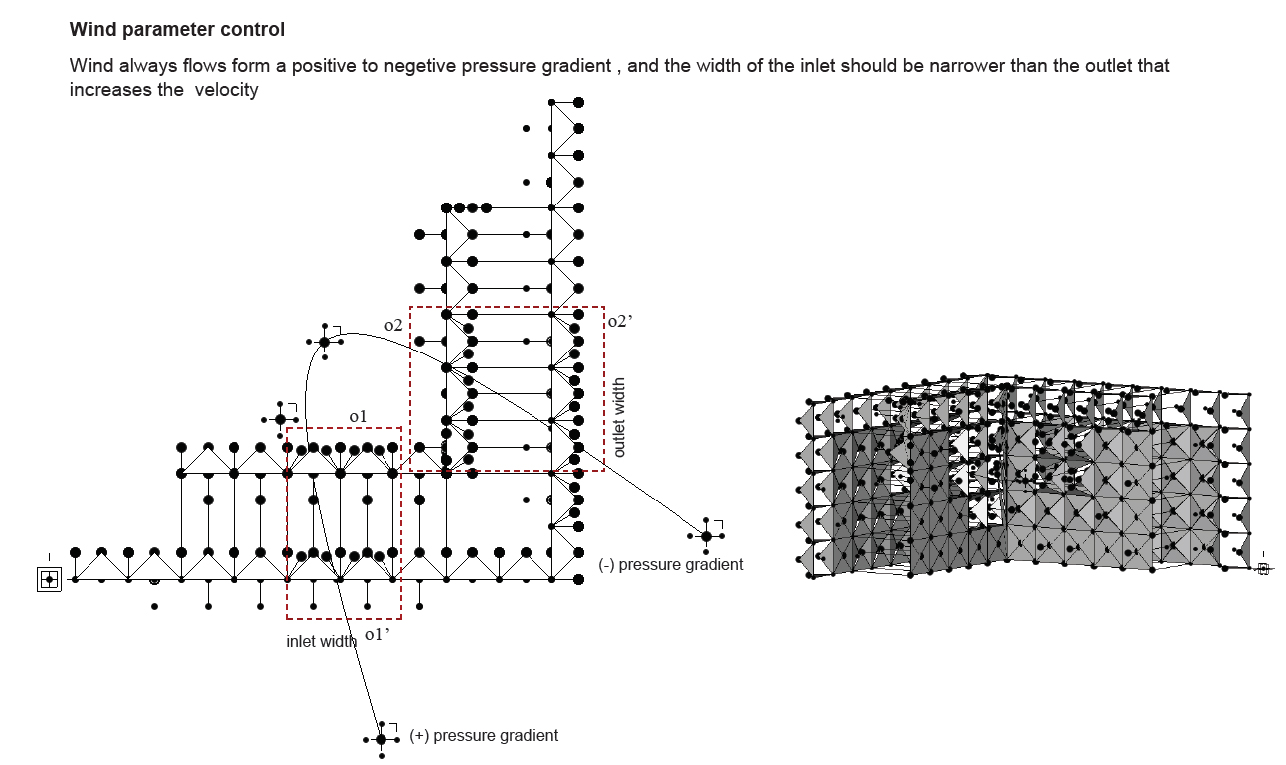 Wind parameter control
Wind always flows form a positive to negetive pressure gradient , and the width of the inlet should be narrower than the outlet that
increases the  velocity
o2
o2’
o1
outlet width
(-) pressure gradient
inlet width
o1’
(+) pressure gradient